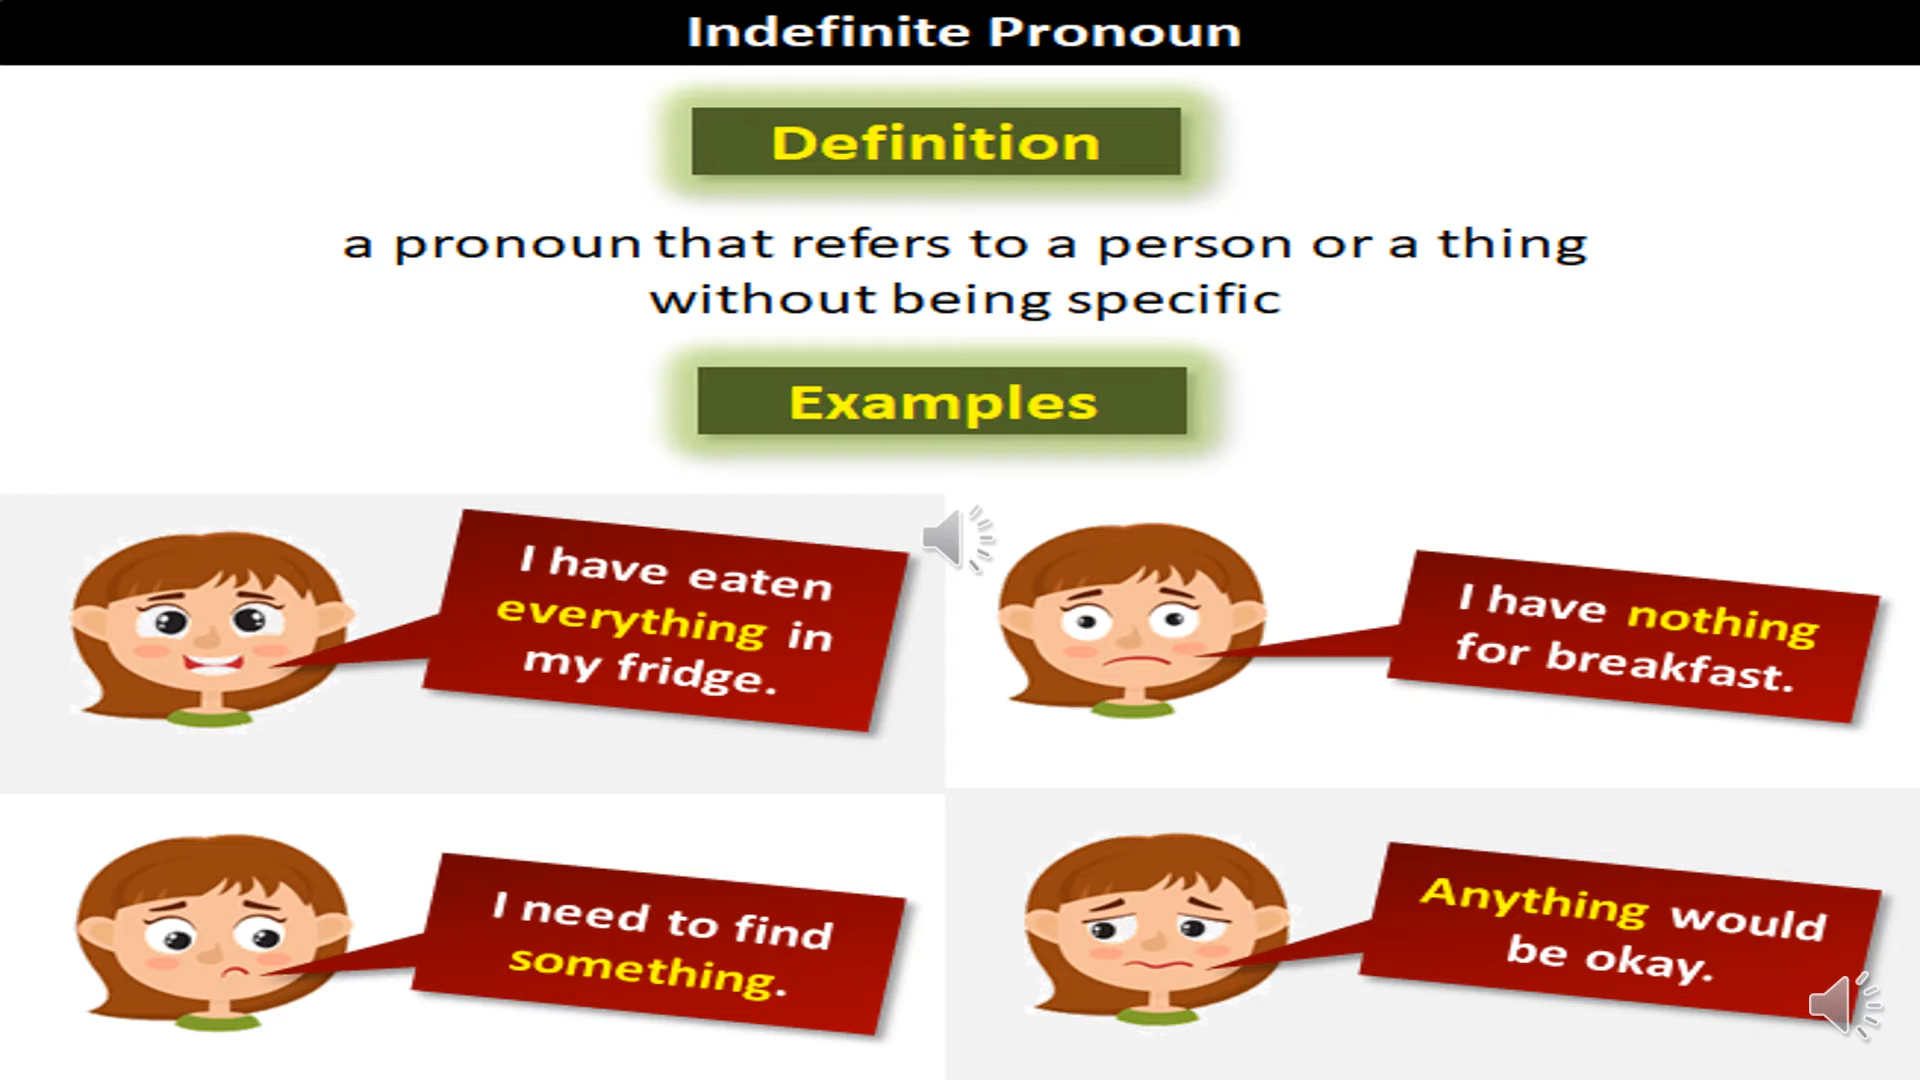 Indefinite Pronoun
Definition
a pronoun that refers to a person or a thing
without being specific
Examples
I have eaten
everything in
my fridge.
I have nothing
for breakfast.
I need to find
something.
Anything would
be okay.